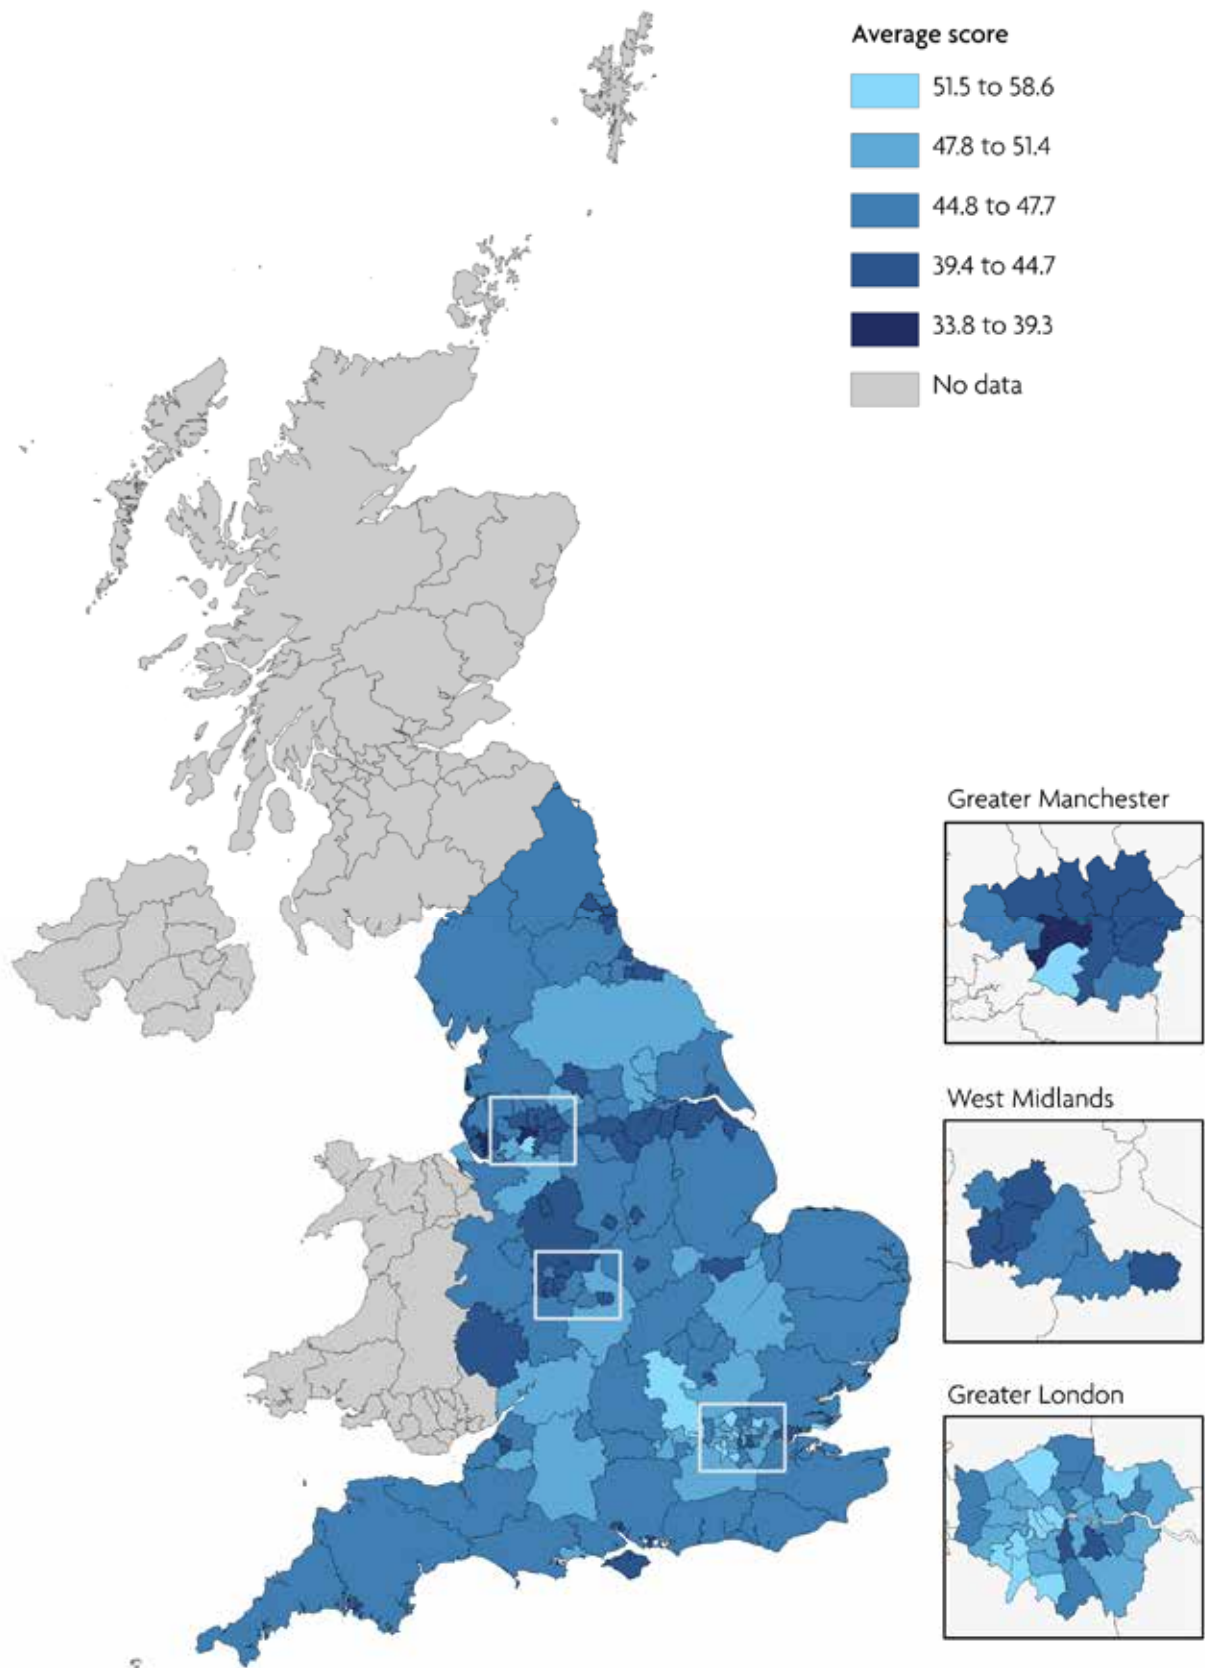 Average score
51.5 to 58.6
47.8 to 51.4
44.8 to 47.7
39.4 to 44.7
33.8 to 39.3
No data
Greater Manchester
West Midlands
Greater London